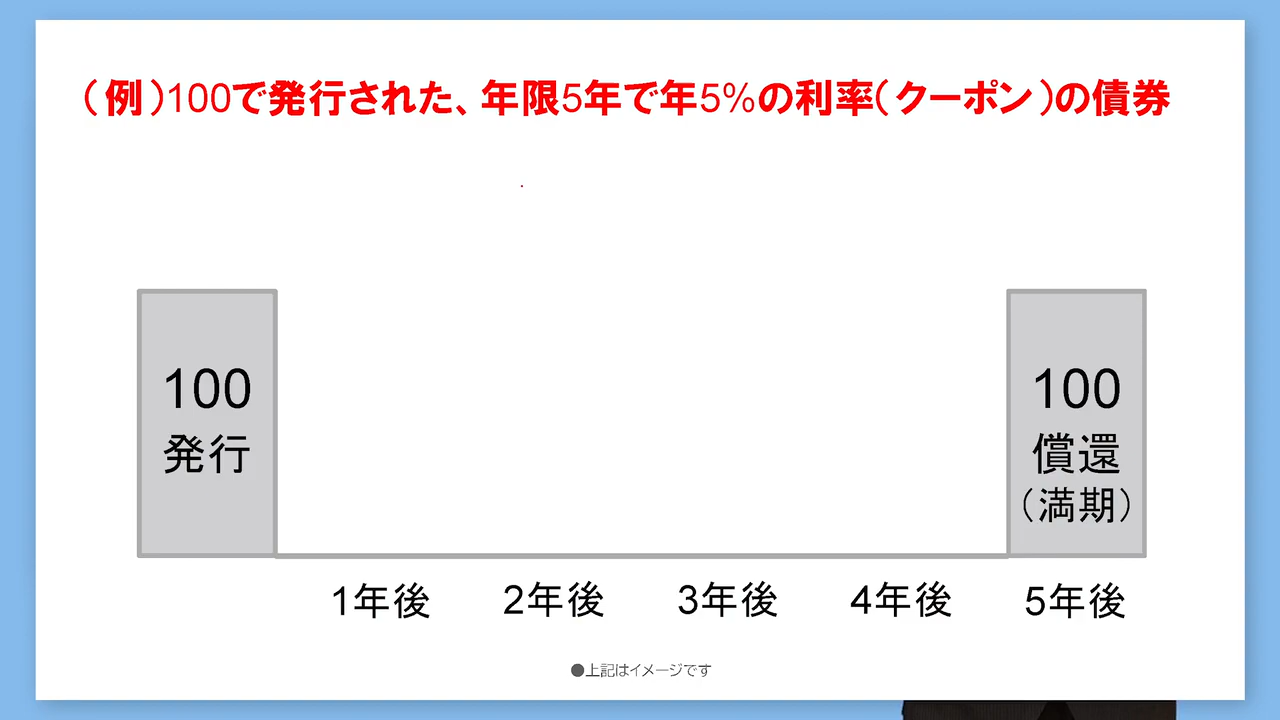 （例）100で発行された、年限5年で年5%の利率（クーポン）の債券
100
発行
100
償還
（満期）
1年後
2年後
3年後
4年後
5年後
●上記はイメージです